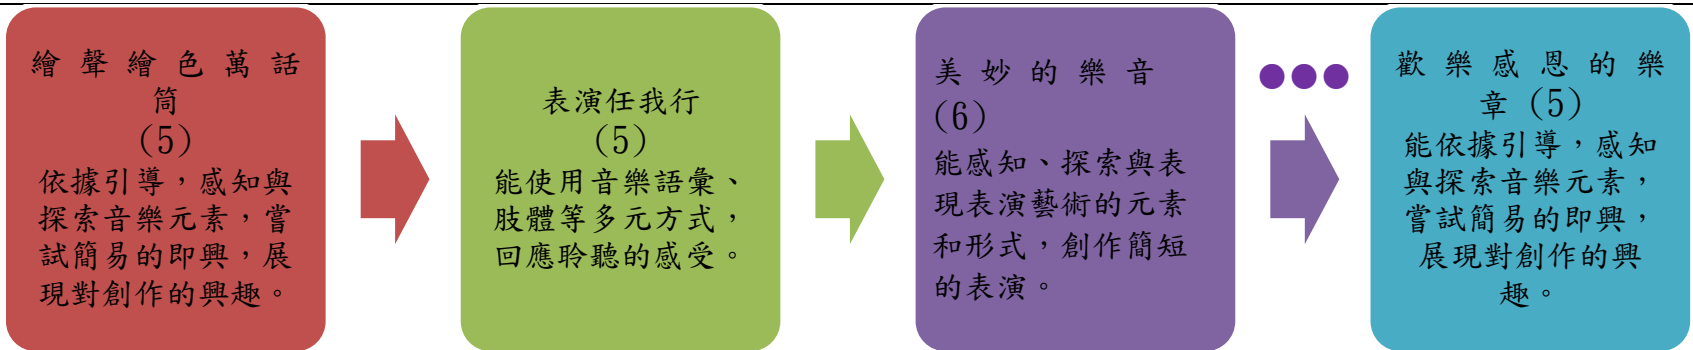 繪聲繪色萬話
筒
(5)
依據引導，感知與
探索音樂元素，嘗
試簡易的即興，展
現對創作的興趣。
表演任我行
(5)
能使用音樂語彙、
肢體等多元方式，
回應聆聽的感受。
美妙的樂音
(6)
能感知、探索與表
現表演藝術的元素
和形式，創作簡短
的表演。
歡樂感恩的樂
章 (5)
能依據引導，感知
與探索音樂元素，
嘗試簡易的即興，
展現對創作的興
趣。